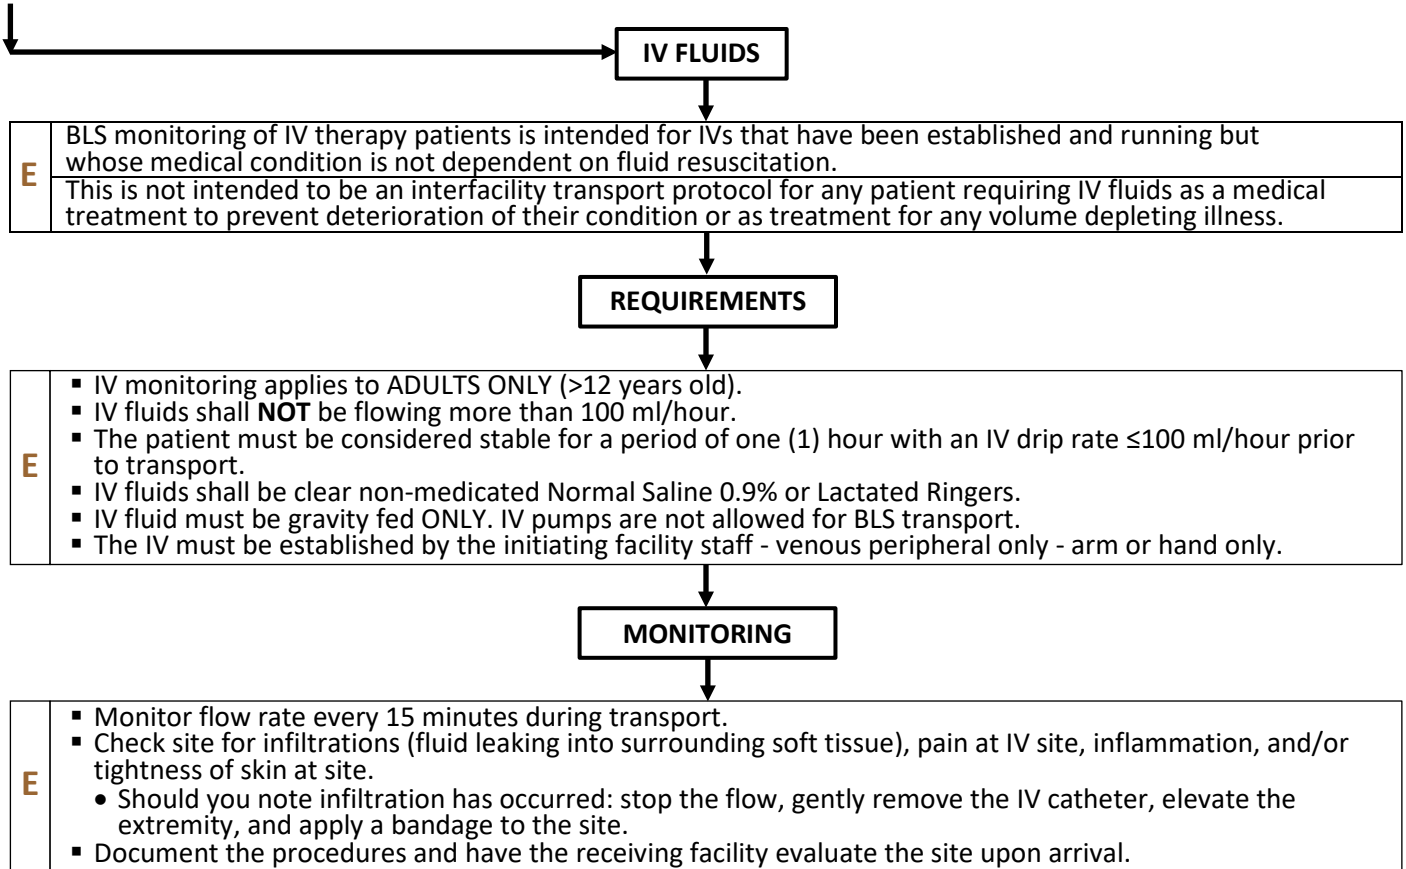 IV FLUIDS
E
BLS monitoring of IV therapy patients is intended for IVs that have been established and running but
whose medical condition is not dependent on fluid resuscitation.
This is not intended to be an interfacility transport protocol for any patient requiring IV fluids as a medical
treatment to prevent deterioration of their condition or as treatment for any volume depleting illness.
REQUIREMENTS
E
▪ IV monitoring applies to ADULTS ONLY (>12 years old).
▪ IV fluids shall NOT be flowing more than 100 ml/hour.
▪ The patient must be considered stable for a period of one (1) hour with an IV drip rate ≤100 ml/hour prior
to transport.
▪ IV fluids shall be clear non-medicated Normal Saline 0.9% or Lactated Ringers.
▪ IV fluid must be gravity fed ONLY. IV pumps are not allowed for BLS transport.
▪ The IV must be established by the initiating facility staff - venous peripheral only - arm or hand only.
MONITORING
E
▪ Monitor flow rate every 15 minutes during transport.
▪ Check site for infiltrations (fluid leaking into surrounding soft tissue), pain at IV site, inflammation, and/or
tightness of skin at site.
• Should you note infiltration has occurred: stop the flow, gently remove the IV catheter, elevate the
extremity, and apply a bandage to the site.
▪ Document the procedures and have the receiving facility evaluate the site upon arrival.